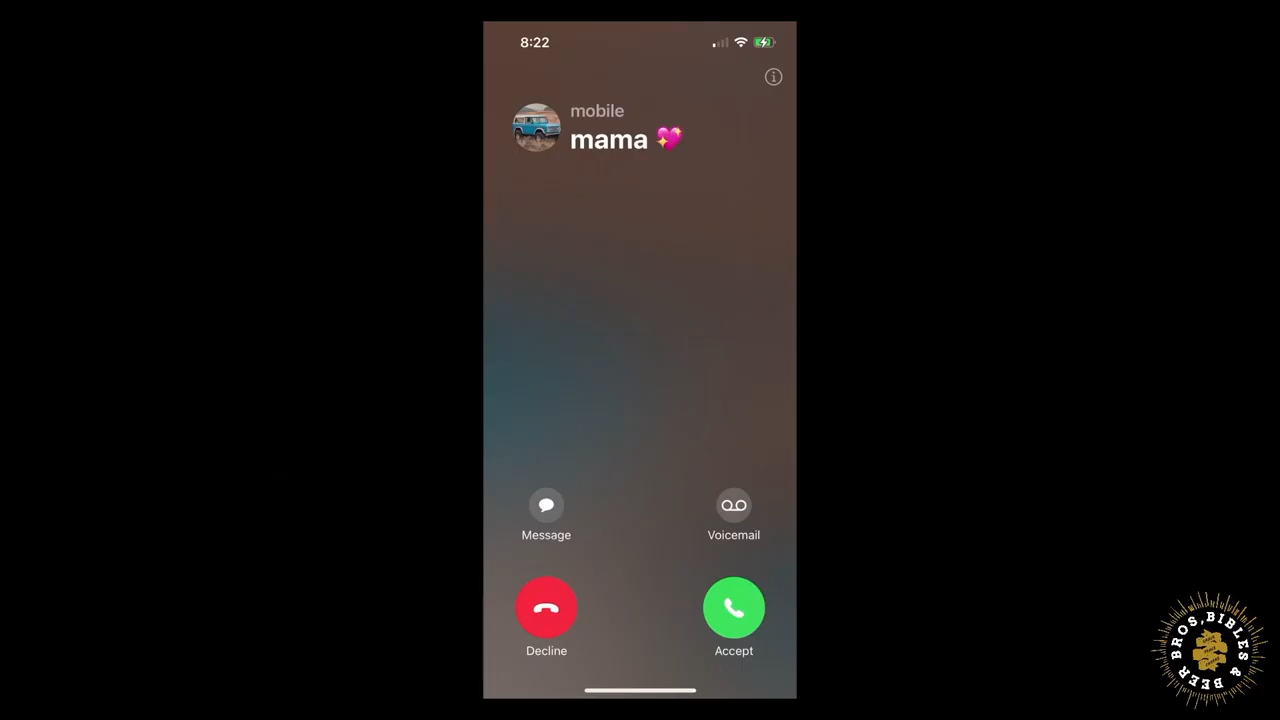 8:22
mobile
mama 💖
Message
Voicemail
Decline
Accept
BROS, BIBLES & BEER